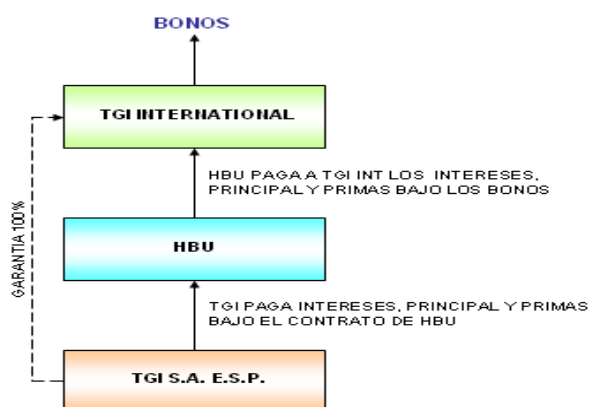 BONOS
TGI INTERNATIONAL
HBU PAGA A TGI INT LOS INTERESES,
PRINCIPAL Y PRIMAS BAJO LOS BONOS
GARANTIA 100%
HBU
TGI PAGA INTERESES, PRINCIPAL Y PRIMAS
BAJO EL CONTRATO DE HBU
TGI S.A. E.S.P.